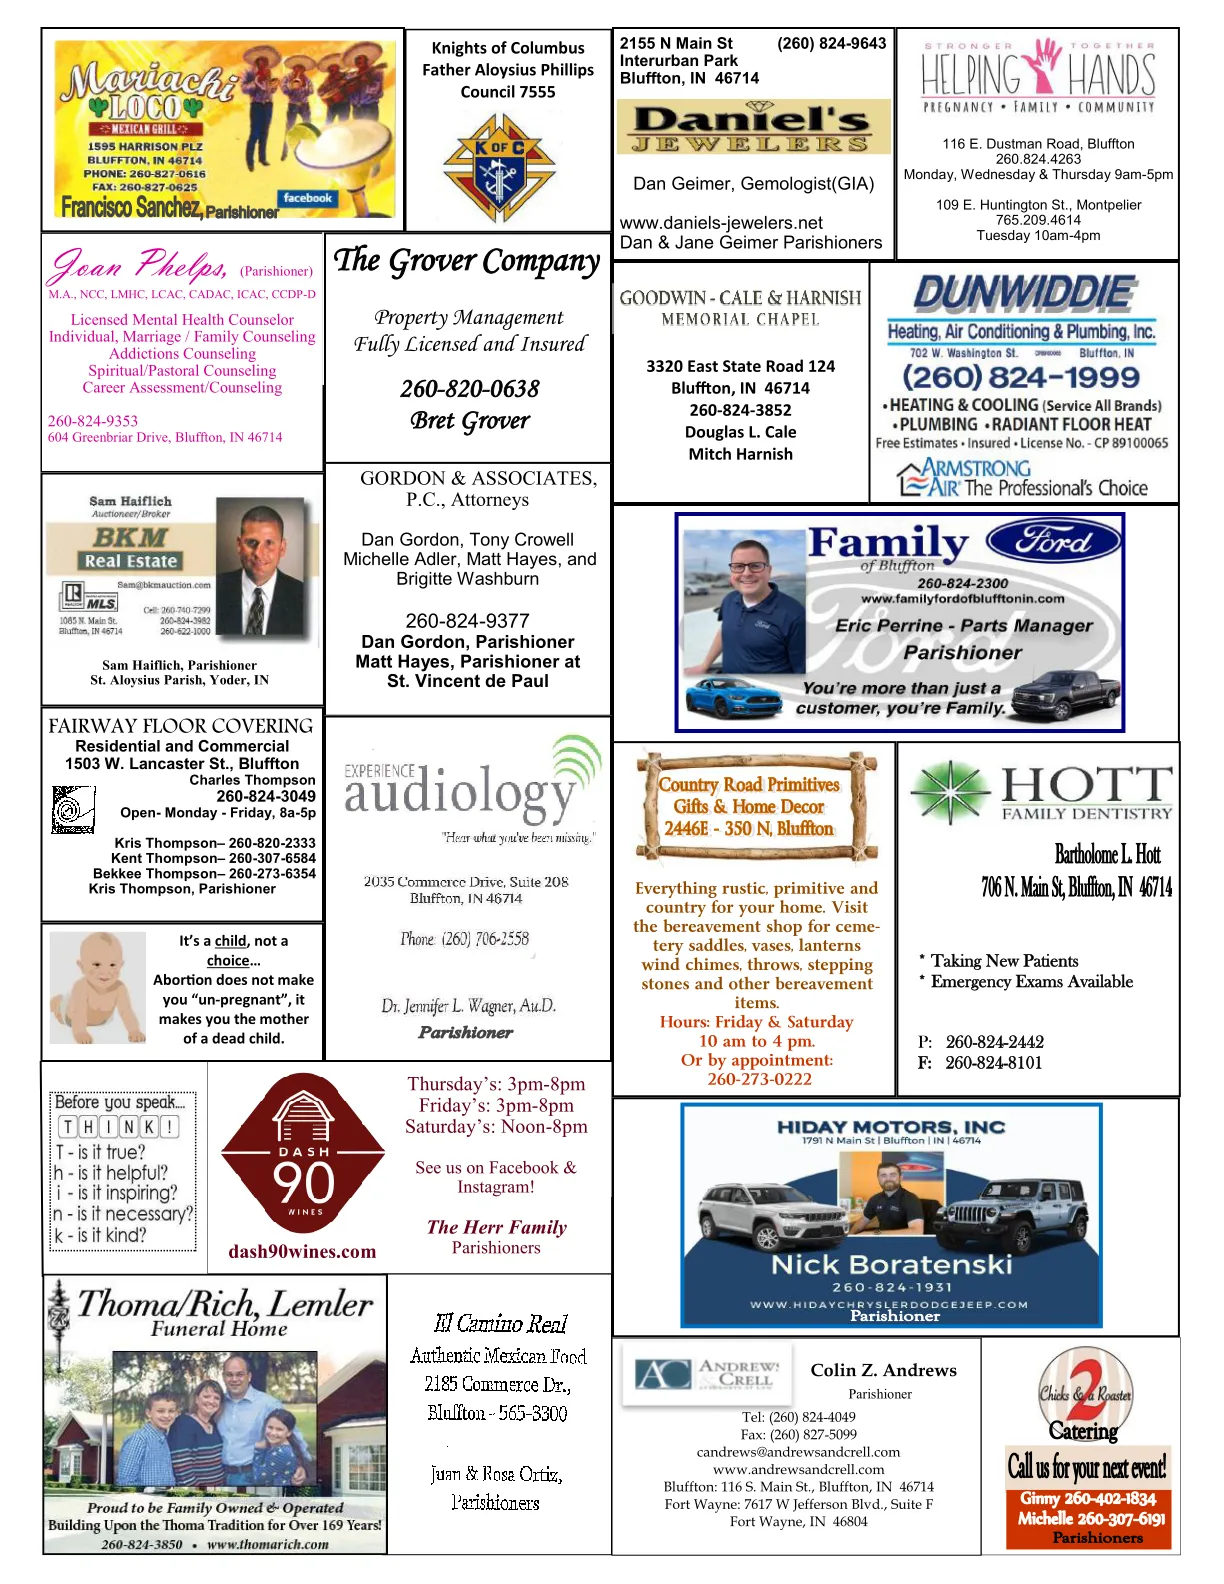 Mariachi
LOCO
MEXICAN GRILL
1595 HARRISON PLZ
BLUFFTON, IN 46714
PHONE: 260-827-0616
FAX: 260-827-0625
facebook
Francisco Sanchez, Parishioner
Knights of Columbus
Father Aloysius Phillips
Council 7555
K OF C
2155 N Main St (260) 824-9643
Interurban Park
Bluffton, IN 46714
Daniel's
JEWELERS
Dan Geimer, Gemologist(GIA)
www.daniels-jewelers.net
Dan & Jane Geimer Parishioners
STRONGER TOGETHER
HELPING HANDS
PREGNANCY • FAMILY • COMMUNITY
116 E. Dustman Road, Bluffton
260.824.4263
Monday, Wednesday & Thursday 9am-5pm
109 E. Huntington St., Montpelier
765.209.4614
Tuesday 10am-4pm
Joan Phelps, (Parishioner)
M.A., NCC, LMHC, LCAC, CADAC, ICAC, CCDP-D
Licensed Mental Health Counselor
Individual, Marriage / Family Counseling
Addictions Counseling
Spiritual/Pastoral Counseling
Career Assessment/Counseling
260-824-9353
604 Greenbriar Drive, Bluffton, IN 46714
The Grover Company
Property Management
Fully Licensed and Insured
260-820-0638
Bret Grover
GOODWIN - CALE & HARNISH
MEMORIAL CHAPEL
3320 East State Road 124
Bluffton, IN 46714
260-824-3852
Douglas L. Cale
Mitch Harnish
DUNWIDDIE
Heating, Air Conditioning & Plumbing, Inc.
702 W. Washington St. Bluffton, IN
(260) 824-1999
• HEATING & COOLING (Service All Brands)
• PLUMBING • RADIANT FLOOR HEAT
Free Estimates • Insured • License No. - CP 89100065
ARMSTRONG
AIR The Professional's Choice
Sam Haiflich
Auctioneer/Broker
BKM
Real Estate
Sam@bkmauction.com
REALTOR MLS
Cell: 260-740-7299
1085 N. Main St. 260-824-3982
Bluffton, IN 46714 260-622-1000
Sam Haiflich, Parishioner
St. Aloysius Parish, Yoder, IN
GORDON & ASSOCIATES,
P.C., Attorneys
Dan Gordon, Tony Crowell
Michelle Adler, Matt Hayes, and
Brigitte Washburn
260-824-9377
Dan Gordon, Parishioner
Matt Hayes, Parishioner at
St. Vincent de Paul
Family Ford
of Bluffton
260-824-2300
www.familyfordofblufftonin.com
Eric Perrine - Parts Manager
Parishioner
You're more than just a
customer, you're Family.
FAIRWAY FLOOR COVERING
Residential and Commercial
1503 W. Lancaster St., Bluffton
Charles Thompson
260-824-3049
Open- Monday - Friday, 8a-5p
Kris Thompson– 260-820-2333
Kent Thompson– 260-307-6584
Bekkee Thompson– 260-273-6354
Kris Thompson, Parishioner
EXPERIENCE
audiology
"Hear what you've been missing."
2035 Commerce Drive, Suite 208
Bluffton, IN 46714
Phone: (260) 706-2558
Dr. Jennifer L. Wagner, Au.D.
Parishioner
Country Road Primitives
Gifts & Home Decor
2446E - 350 N, Bluffton
Everything rustic, primitive and
country for your home. Visit
the bereavement shop for ceme-
tery saddles, vases, lanterns
wind chimes, throws, stepping
stones and other bereavement
items.
Hours: Friday & Saturday
10 am to 4 pm.
Or by appointment:
260-273-0222
HOTT
FAMILY DENTISTRY
Bartholome L. Hott
706 N. Main St, Bluffton, IN 46714
* Taking New Patients
* Emergency Exams Available
P: 260-824-2442
F: 260-824-8101
It's a child, not a
choice…
Abortion does not make
you “un-pregnant”, it
makes you the mother
of a dead child.
Before you speak....
THINK!
T - is it true?
h - is it helpful?
i - is it inspiring?
n - is it necessary?
k - is it kind?
DASH
90
WINES
dash90wines.com
Thursday's: 3pm-8pm
Friday's: 3pm-8pm
Saturday's: Noon-8pm
See us on Facebook &
Instagram!
The Herr Family
Parishioners
HIDAY MOTORS, INC
1791 N Main St | Bluffton | IN | 46714
Nick Boratenski
260-824-1931
WWW.HIDAYCHRYSLERDODGEJEEP.COM
Parishioner
Thoma/Rich, Lemler
Funeral Home
Proud to be Family Owned & Operated
Building Upon the Thoma Tradition for Over 169 Years!
260-824-3850 • www.thomarich.com
El Camino Real
Authentic Mexican Food
2185 Commerce Dr.,
Bluffton - 565-3300
Juan & Rosa Ortiz,
Parishioners
AC ANDREWS
& CRELL
ATTORNEYS AT LAW
Colin Z. Andrews
Parishioner
Tel: (260) 824-4049
Fax: (260) 827-5099
candrews@andrewsandcrell.com
www.andrewsandcrell.com
Bluffton: 116 S. Main St., Bluffton, IN 46714
Fort Wayne: 7617 W Jefferson Blvd., Suite F
Fort Wayne, IN 46804
2
Chicks & a Roaster
Catering
Call us for your next event!
Ginny 260-402-1834
Michelle 260-307-6191
Parishioners